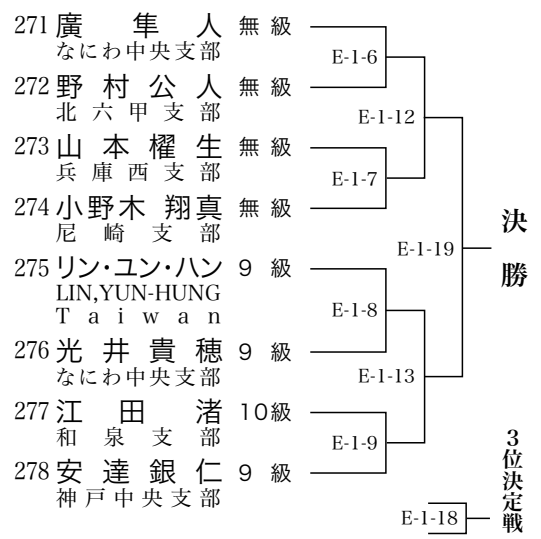 271 廣 隼 人 無 級
なにわ中央支部
272 野 村 公 人 無 級
北 六 甲 支 部
273 山 本 櫂 生 無 級
兵 庫 西 支 部
274 小野木 翔真 無 級
尼 崎 支 部
275 リン・ユン・ハン 9 級
LIN,YUN-HUNG
T a i w a n
276 光 井 貴 穂 9 級
なにわ中央支部
277 江 田 渚 10級
和 泉 支 部
278 安 達 銀 仁 9 級
神戸中央支部
E-1-6
E-1-12
E-1-7
E-1-19
E-1-8
E-1-13
E-1-9
決勝
3位決定戦
E-1-18